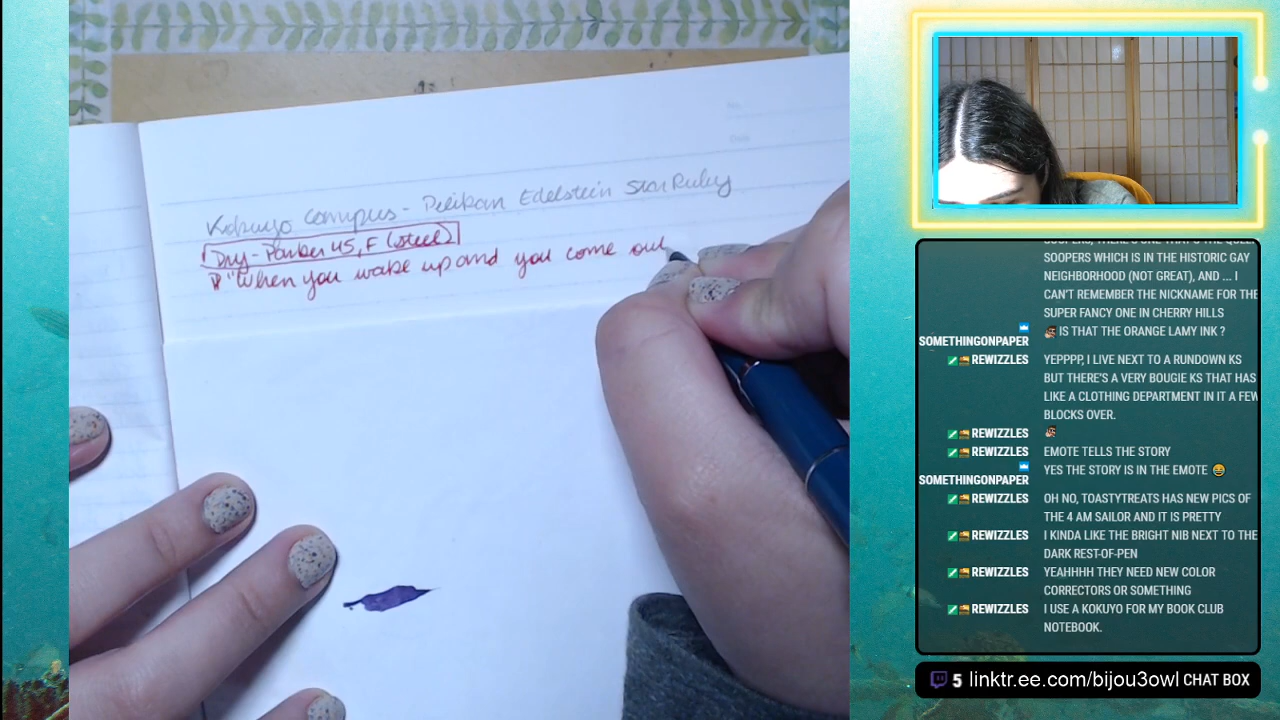 Kokuyo Campus - Pelikan Edelstein Star Ruby
Dry - Parker 45, F (steel)
"When you wake up and you come out
SOOPERS, THERE'S ONE THAT'S THE QUEEN
SOOPERS WHICH IS IN THE HISTORIC GAY
NEIGHBORHOOD (NOT GREAT), AND ... I
CAN'T REMEMBER THE NICKNAME FOR THE
SUPER FANCY ONE IN CHERRY HILLS
SOMETHINGONPAPER IS THAT THE ORANGE LAMY INK ?
REWIZZLES YEPPPP, I LIVE NEXT TO A RUNDOWN KS
BUT THERE'S A VERY BOUGIE KS THAT HAS
LIKE A CLOTHING DEPARTMENT IN IT A FEW
BLOCKS OVER.
REWIZZLES
REWIZZLES EMOTE TELLS THE STORY
SOMETHINGONPAPER YES THE STORY IS IN THE EMOTE 😅
REWIZZLES OH NO, TOASTYTREATS HAS NEW PICS OF
THE 4 AM SAILOR AND IT IS PRETTY
REWIZZLES I KINDA LIKE THE BRIGHT NIB NEXT TO THE
DARK REST-OF-PEN
REWIZZLES YEAHHHH THEY NEED NEW COLOR
CORRECTORS OR SOMETHING
REWIZZLES I USE A KOKUYO FOR MY BOOK CLUB
NOTEBOOK.
5 linktr.ee.com/bijou3owl CHAT BOX